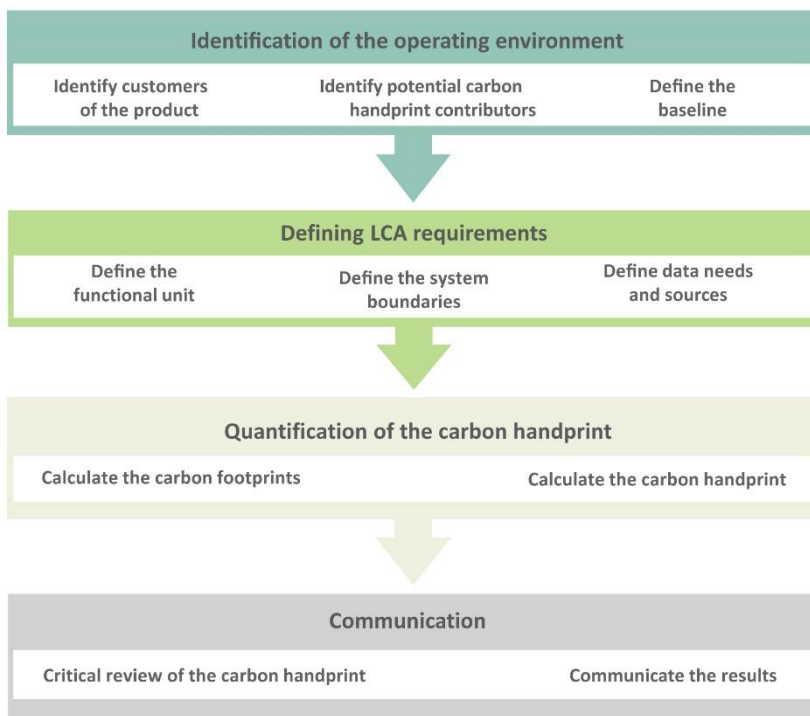 Identification of the operating environment
Identify customers
of the product
Identify potential carbon
handprint contributors
Define the
baseline
Defining LCA requirements
Define the
functional unit
Define the system
boundaries
Define data needs
and sources
Quantification of the carbon handprint
Calculate the carbon footprints
Calculate the carbon handprint
Communication
Critical review of the carbon handprint
Communicate the results